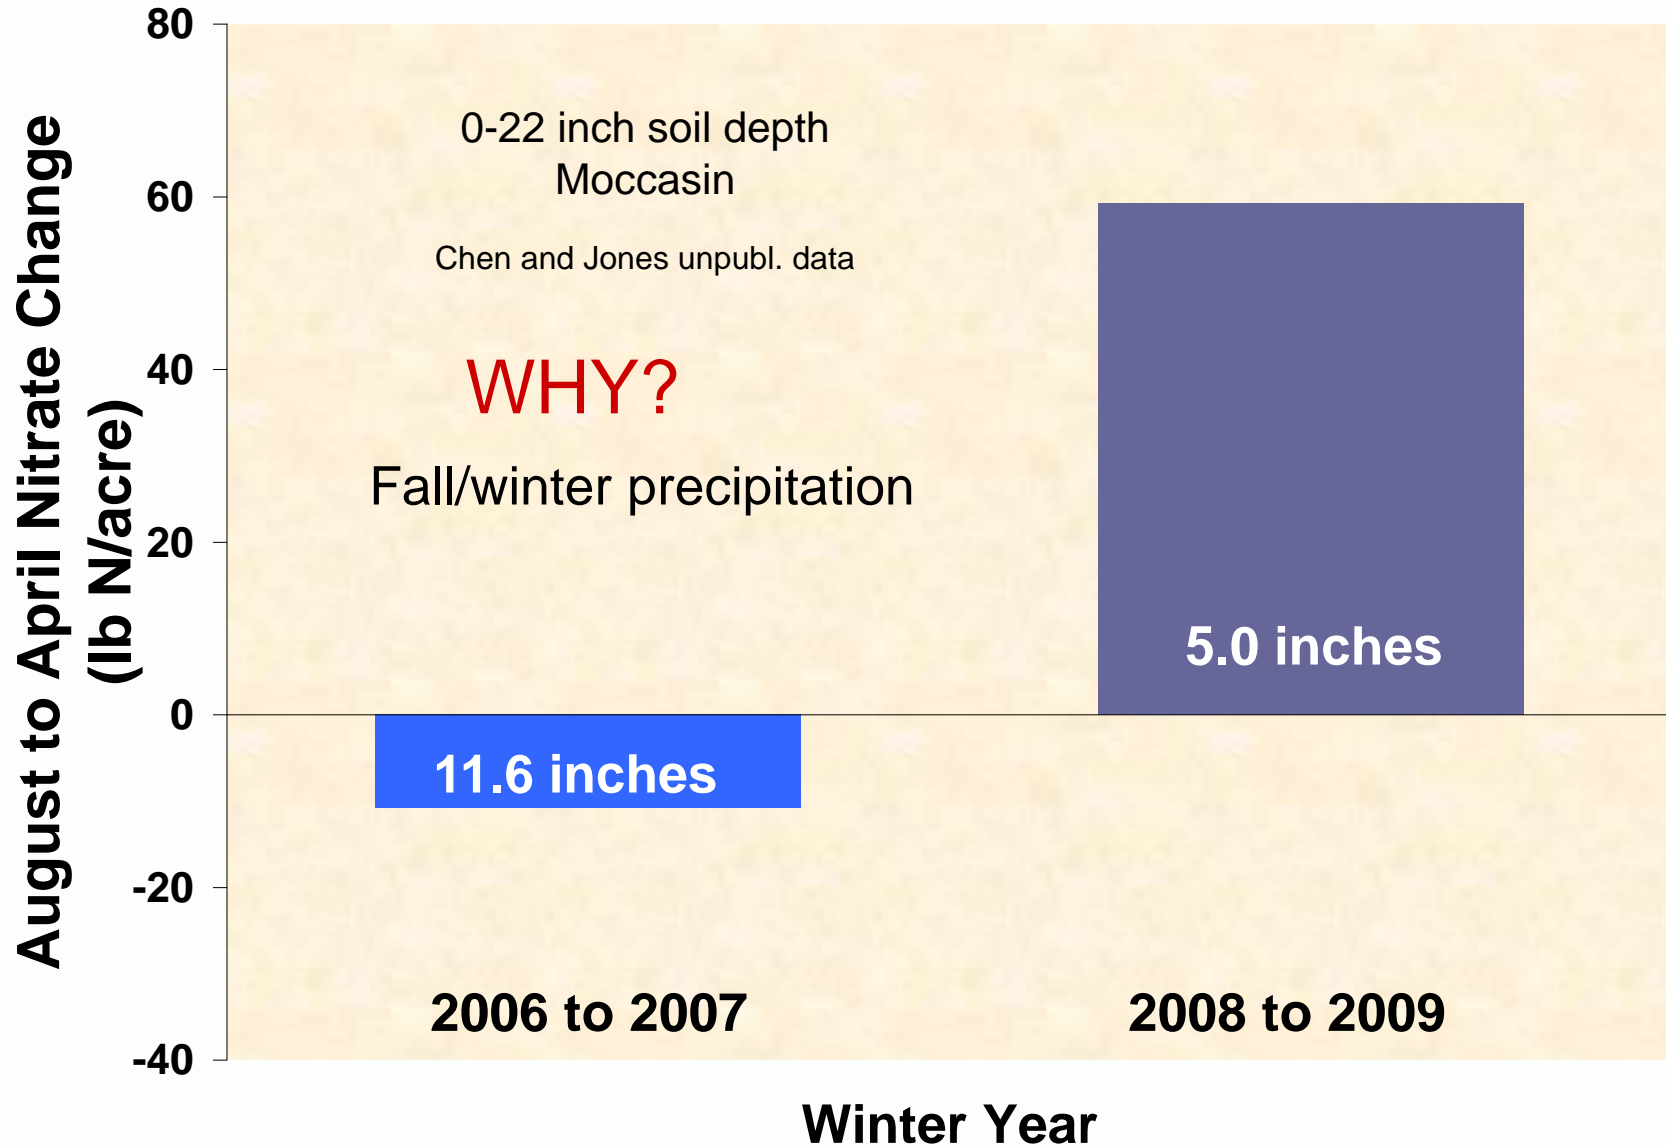 August to April Nitrate Change
(lb N/acre)
80
60
40
20
0
-20
-40
0-22 inch soil depth
Moccasin
Chen and Jones unpubl. data
WHY?
Fall/winter precipitation
11.6 inches
5.0 inches
2006 to 2007
2008 to 2009
Winter Year